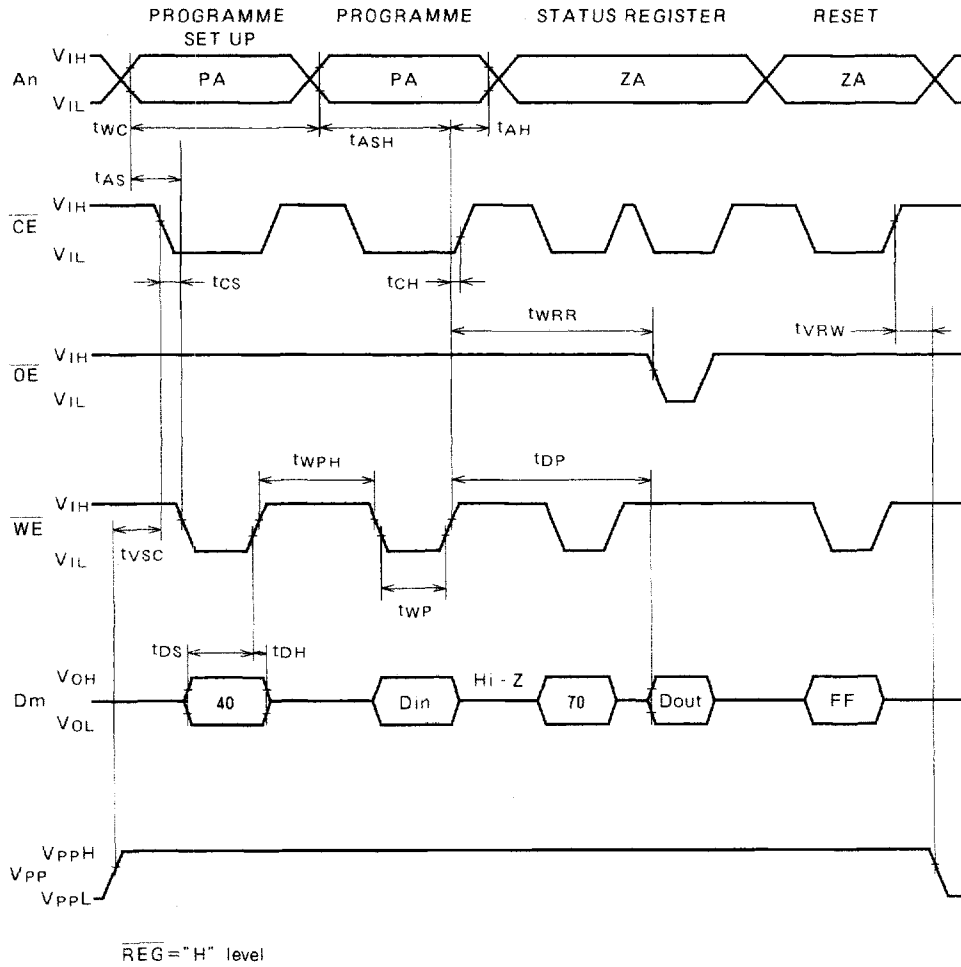 PROGRAMME SET UP
PROGRAMME
STATUS REGISTER
RESET
An
VIH
VIL
PA
PA
ZA
ZA
tWC
tASH
tAH
tAS
CE
VIH
VIL
tCS
tCH
tWRR
tVRW
OE
VIH
VIL
tWPH
tDP
WE
VIH
VIL
tVSC
tWP
tDS
tDH
Dm
VOH
VOL
40
Din
Hi - Z
70
Dout
FF
VPPH
VPP
VPPL
REG="H" level